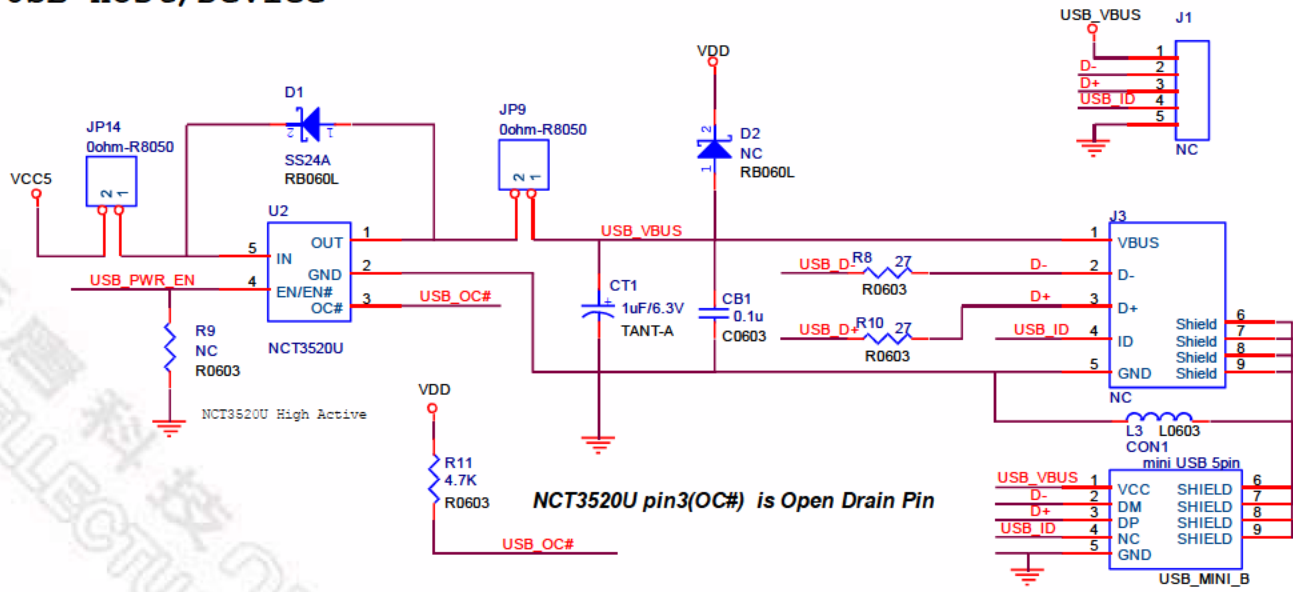 USB_VBUS
J1
1
D-
2
D+
3
USB_ID
4
5
NC
VDD
2
D2
NC
1
RB060L
D1
2
1
SS24A
RB060L
JP14
0ohm-R8050
2
1
VCC5
JP9
0ohm-R8050
2
1
U2
OUT
1
5
IN
GND
2
USB_PWR_EN
4
EN/EN#
OC#
3
USB_OC#
NCT3520U
R9
NC
R0603
NCT3520U High Active
USB_VBUS
CT1
1uF/6.3V
TANT-A
CB1
0.1u
C0603
USB_D-
R8
27
R0603
D-
USB_D+
R10
27
R0603
D+
USB_ID
J3
1
VBUS
2
D-
3
D+
4
ID
5
GND
Shield
6
Shield
7
Shield
8
Shield
9
NC
L3
L0603
VDD
R11
4.7K
R0603
USB_OC#
NCT3520U pin3(OC#) is Open Drain Pin
CON1
mini USB 5pin
USB_VBUS
1
VCC
SHIELD
6
D-
2
DM
SHIELD
7
D+
3
DP
SHIELD
8
USB_ID
4
NC
SHIELD
9
5
GND
USB_MINI_B